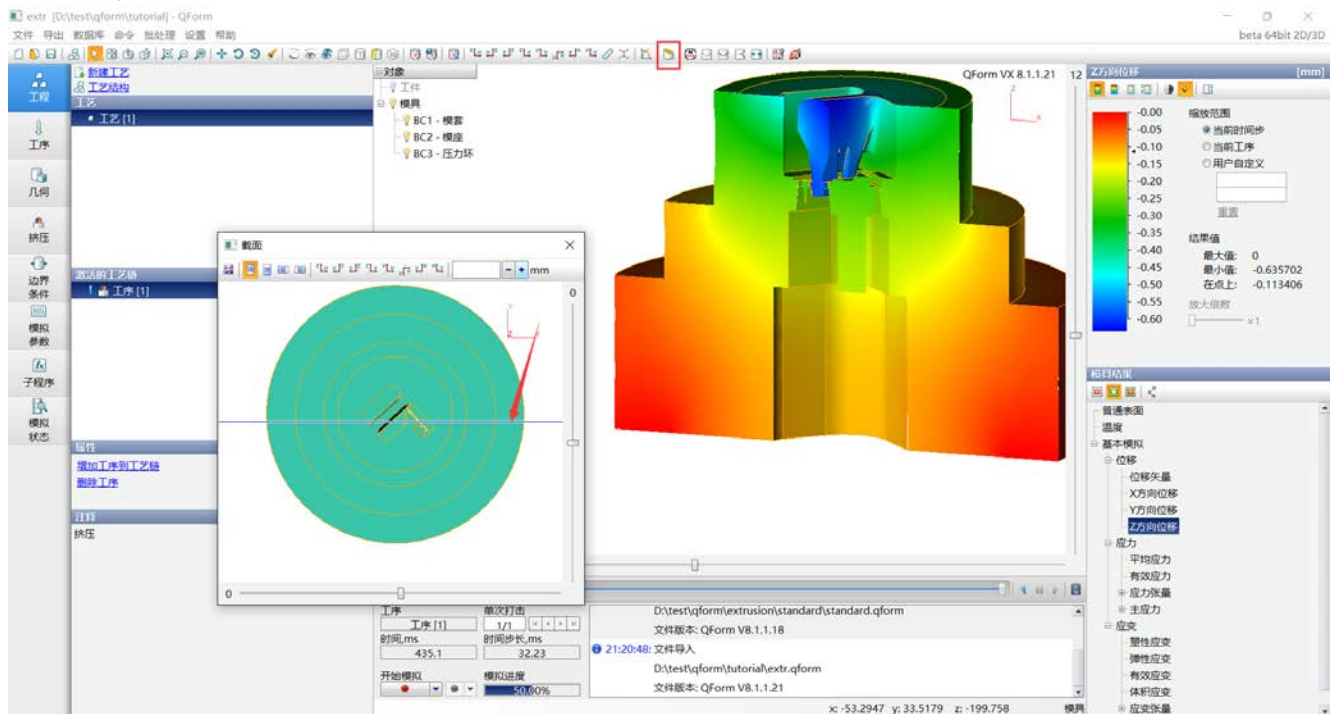 extr [D:\test\qform\tutorial] - QForm
文件 导出 数据库 命令 批处理 设置 帮助
beta 64bit 2D/3D
工程
工序
几何
挤压
边界
条件
模拟
参数
子程序
模拟
状态
新建工艺
工艺结构
工艺
工艺 [1]
激活的工艺链
工序 [1]
属性
增加工序到工艺链
删除工序
注释
挤压
对象
工件
模具
BC1 - 模套
BC2 - 模座
BC3 - 压力环
QForm VX 8.1.1.21
12
z
x
截面
mm
Y
Z
0
0
工序
工序 [1]
单次打击
1/1
时间,ms
435.1
时间步长,ms
32.23
开始模拟
模拟进度
50.00%
D:\test\qform\extrusion\standard\standard.qform
文件版本: QForm V8.1.1.18
21:20:48: 文件导入
D:\test\qform\tutorial\extr.qform
文件版本: QForm V8.1.1.21
x: -53.2947 y: 33.5179 z: -199.758 模具
Z方向位移 [mm]
-0.00
-0.05
-0.10
-0.15
-0.20
-0.25
-0.30
-0.35
-0.40
-0.45
-0.50
-0.55
-0.60
缩放范围
当前时间步
当前工序
用户自定义
重置
结果值
最大值: 0
最小值: -0.635702
在点上: -0.113406
放大倍数
×1
模具结果
普通表面
温度
基本模拟
位移
位移矢量
X方向位移
Y方向位移
Z方向位移
应力
平均应力
有效应力
应力张量
主应力
应变
塑性应变
弹性应变
有效应变
体积应变
应变张量